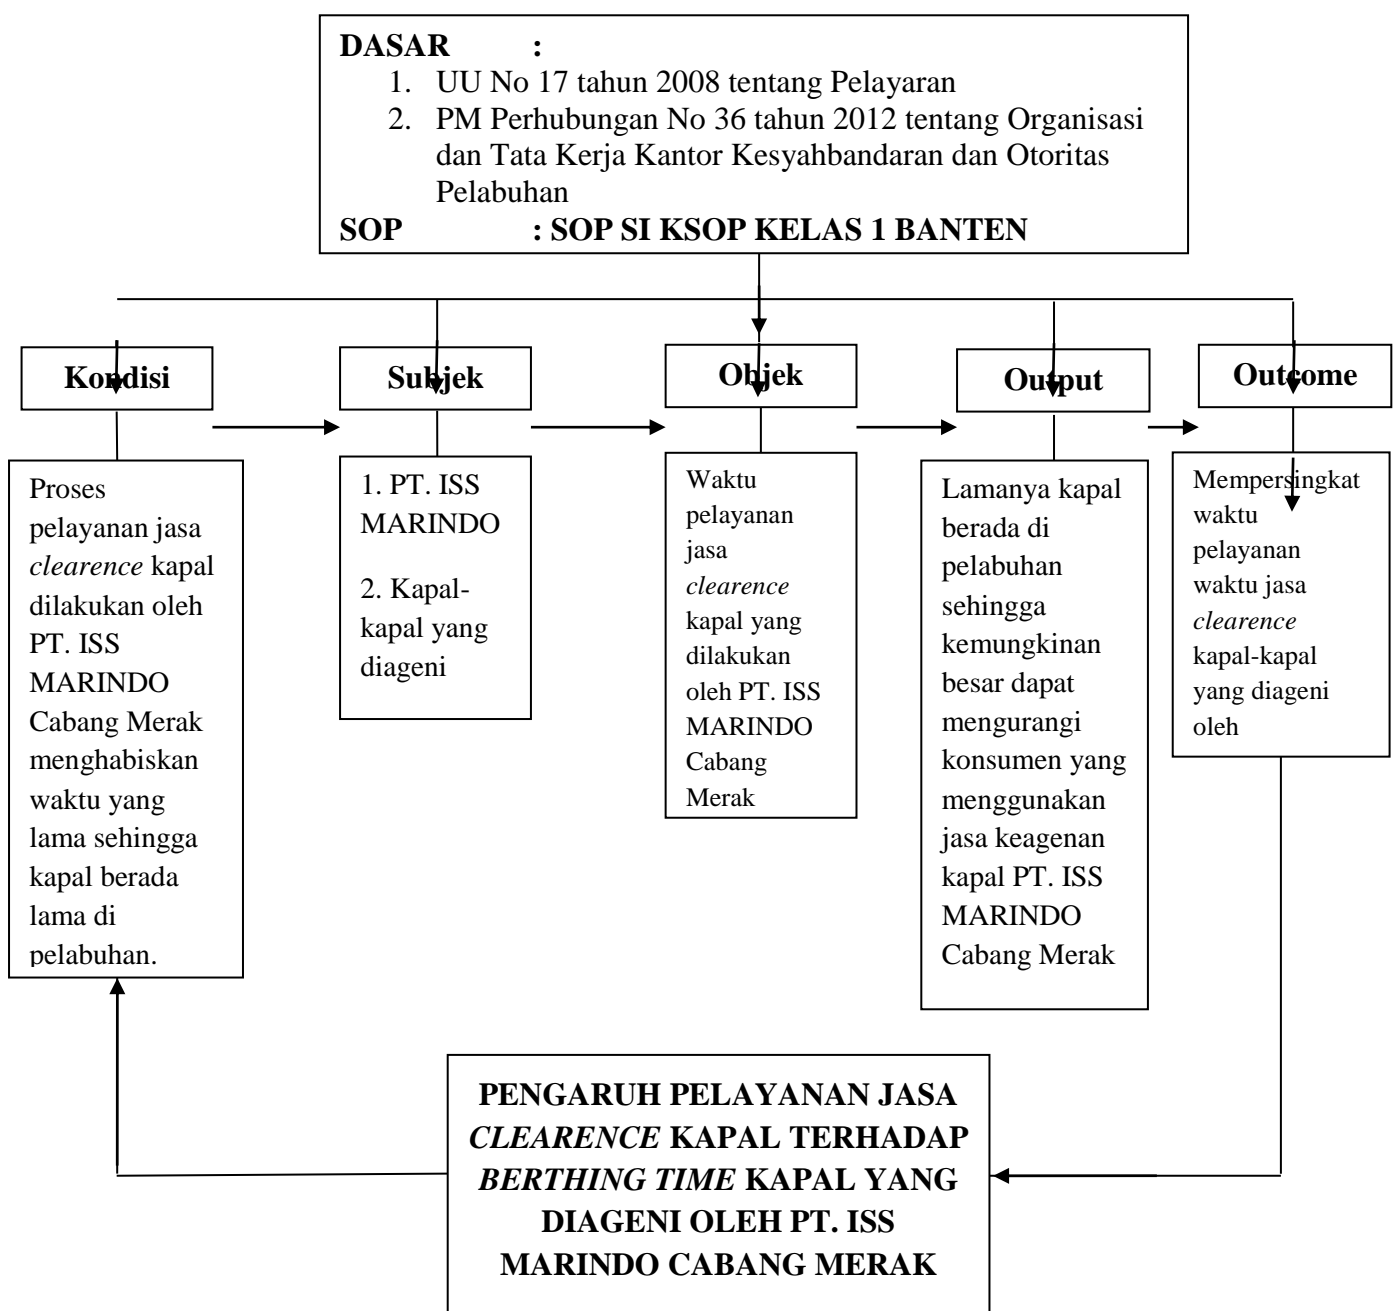 DASAR :
1. UU No 17 tahun 2008 tentang Pelayaran
2. PM Perhubungan No 36 tahun 2012 tentang Organisasi
dan Tata Kerja Kantor Kesyahbandaran dan Otoritas
Pelabuhan
SOP : SOP SI KSOP KELAS 1 BANTEN
Kondisi
Subjek
Objek
Output
Outcome
Proses
pelayanan jasa
clearence kapal
dilakukan oleh
PT. ISS
MARINDO
Cabang Merak
menghabiskan
waktu yang
lama sehingga
kapal berada
lama di
pelabuhan.
1. PT. ISS
MARINDO
2. Kapal-
kapal yang
diageni
Waktu
pelayanan
jasa
clearence
kapal yang
dilakukan
oleh PT. ISS
MARINDO
Cabang
Merak
Lamanya kapal
berada di
pelabuhan
sehingga
kemungkinan
besar dapat
mengurangi
konsumen yang
menggunakan
jasa keagenan
kapal PT. ISS
MARINDO
Cabang Merak
Mempersingkat
waktu
pelayanan
waktu jasa
clearence
kapal-kapal
yang diageni
oleh
PENGARUH PELAYANAN JASA
CLEARENCE KAPAL TERHADAP
BERTHING TIME KAPAL YANG
DIAGENI OLEH PT. ISS
MARINDO CABANG MERAK